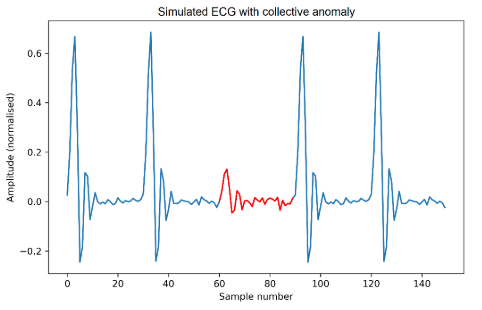 Simulated ECG with collective anomaly
0.6
0.4
0.2
0.0
−0.2
Amplitude (normalised)
0 20 40 60 80 100 120 140
Sample number